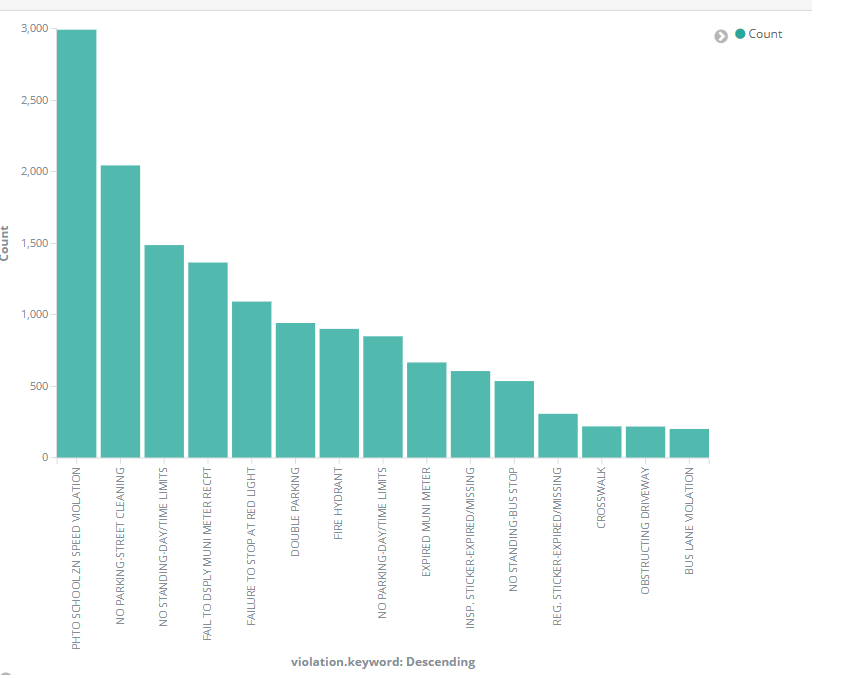 3,000
2,500
2,000
1,500
1,000
500
0
Count
Count
PHTO SCHOOL ZN SPEED VIOLATION
NO PARKING-STREET CLEANING
NO STANDING-DAY/TIME LIMITS
FAIL TO DSPLY MUNI METER RECPT
FAILURE TO STOP AT RED LIGHT
DOUBLE PARKING
FIRE HYDRANT
NO PARKING-DAY/TIME LIMITS
EXPIRED MUNI METER
INSP. STICKER-EXPIRED/MISSING
NO STANDING-BUS STOP
REG. STICKER-EXPIRED/MISSING
CROSSWALK
OBSTRUCTING DRIVEWAY
BUS LANE VIOLATION
violation.keyword: Descending